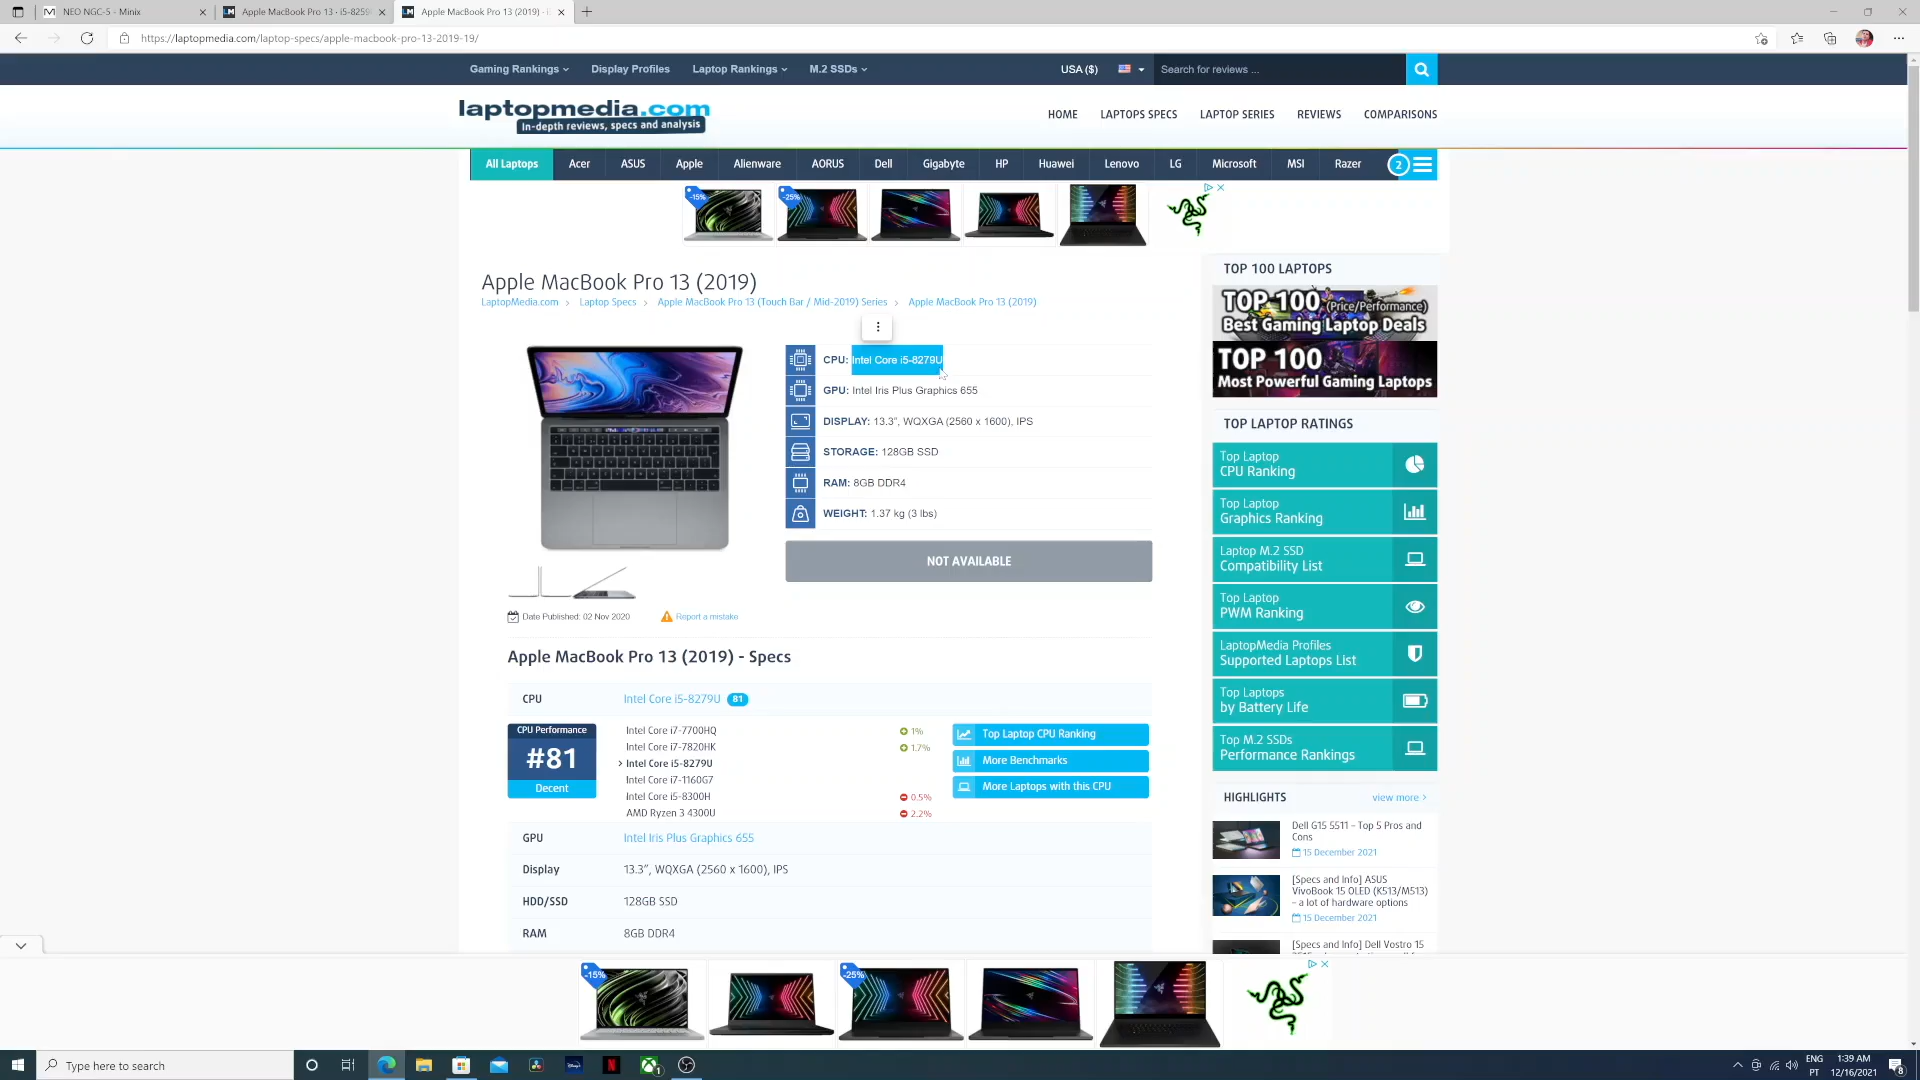 NEO NGC-5 - Minix
Apple MacBook Pro 13 · i5-8259
Apple MacBook Pro 13 (2019) - i
https://laptopmedia.com/laptop-specs/apple-macbook-pro-13-2019-19/
Gaming Rankings
Display Profiles
Laptop Rankings
M.2 SSDs
USA ($)
Search for reviews ...
laptopmedia.com
In-depth reviews, specs and analysis
HOME
LAPTOPS SPECS
LAPTOP SERIES
REVIEWS
COMPARISONS
All Laptops
Acer
ASUS
Apple
Alienware
AORUS
Dell
Gigabyte
HP
Huawei
Lenovo
LG
Microsoft
MSI
Razer
2
-15%
-25%
Apple MacBook Pro 13 (2019)
LaptopMedia.com > Laptop Specs > Apple MacBook Pro 13 (Touch Bar / Mid-2019) Series > Apple MacBook Pro 13 (2019)
CPU: Intel Core i5-8279U
GPU: Intel Iris Plus Graphics 655
DISPLAY: 13.3", WQXGA (2560 x 1600), IPS
STORAGE: 128GB SSD
RAM: 8GB DDR4
WEIGHT: 1.37 kg (3 lbs)
NOT AVAILABLE
Date Published: 02 Nov 2020
Report a mistake
Apple MacBook Pro 13 (2019) - Specs
CPU
Intel Core i5-8279U 81
CPU Performance
#81
Decent
Intel Core i7-7700HQ 1%
Intel Core i7-7820HK 1.7%
> Intel Core i5-8279U
Intel Core i7-1160G7
Intel Core i5-8300H 0.5%
AMD Ryzen 3 4300U 2.2%
Top Laptop CPU Ranking
More Benchmarks
More Laptops with this CPU
GPU
Intel Iris Plus Graphics 655
Display
13.3", WQXGA (2560 x 1600), IPS
HDD/SSD
128GB SSD
RAM
8GB DDR4
TOP 100 LAPTOPS
TOP 100 (Price/Performance)
Best Gaming Laptop Deals
TOP 100
Most Powerful Gaming Laptops
TOP LAPTOP RATINGS
Top Laptop
CPU Ranking
Top Laptop
Graphics Ranking
Laptop M.2 SSD
Compatibility List
Top Laptop
PWM Ranking
LaptopMedia Profiles
Supported Laptops List
Top Laptops
by Battery Life
Top M.2 SSDs
Performance Rankings
HIGHLIGHTS
view more >
Dell G15 5511 – Top 5 Pros and
Cons
15 December 2021
[Specs and Info] ASUS
VivoBook 15 OLED (K513/M513)
– a lot of hardware options
15 December 2021
[Specs and Info] Dell Vostro 15
-15%
-25%
Type here to search
1
ENG
PT
1:39 AM
12/16/2021
8